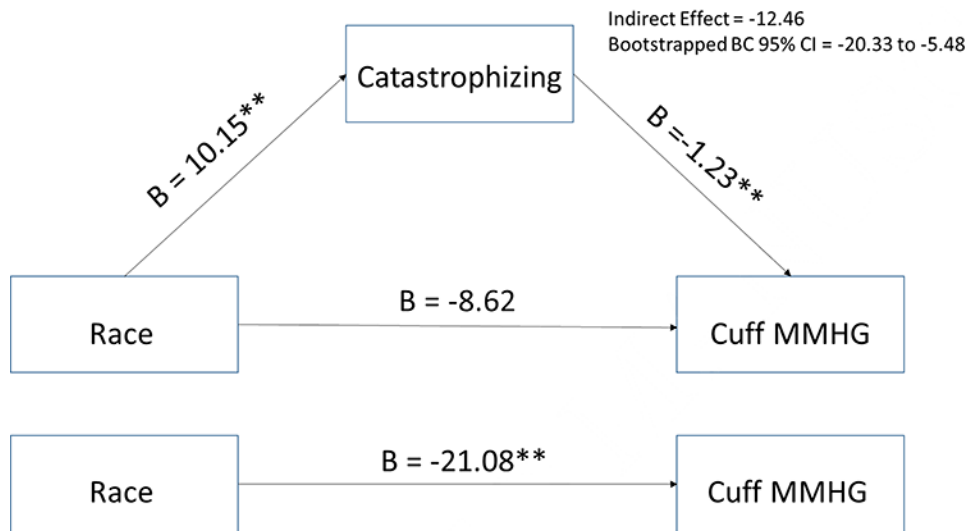 Indirect Effect = -12.46
Bootstrapped BC 95% CI = -20.33 to -5.48
Catastrophizing
B = 10.15**
B =-1.23**
B = -8.62
Race
Cuff MMHG
B = -21.08**
Race
Cuff MMHG